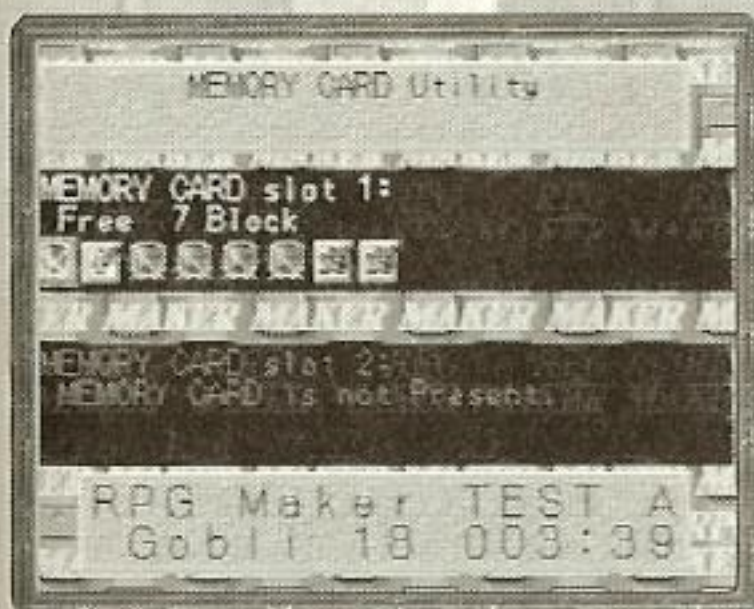 MEMORY CARD Utility
MEMORY CARD slot 1:
Free 7 Block
MAKER MAKER MAKER MAKER
MEMORY CARD slot 2:
MEMORY CARD is not Present.
RPG Maker TEST A
Gobli 18 003:39